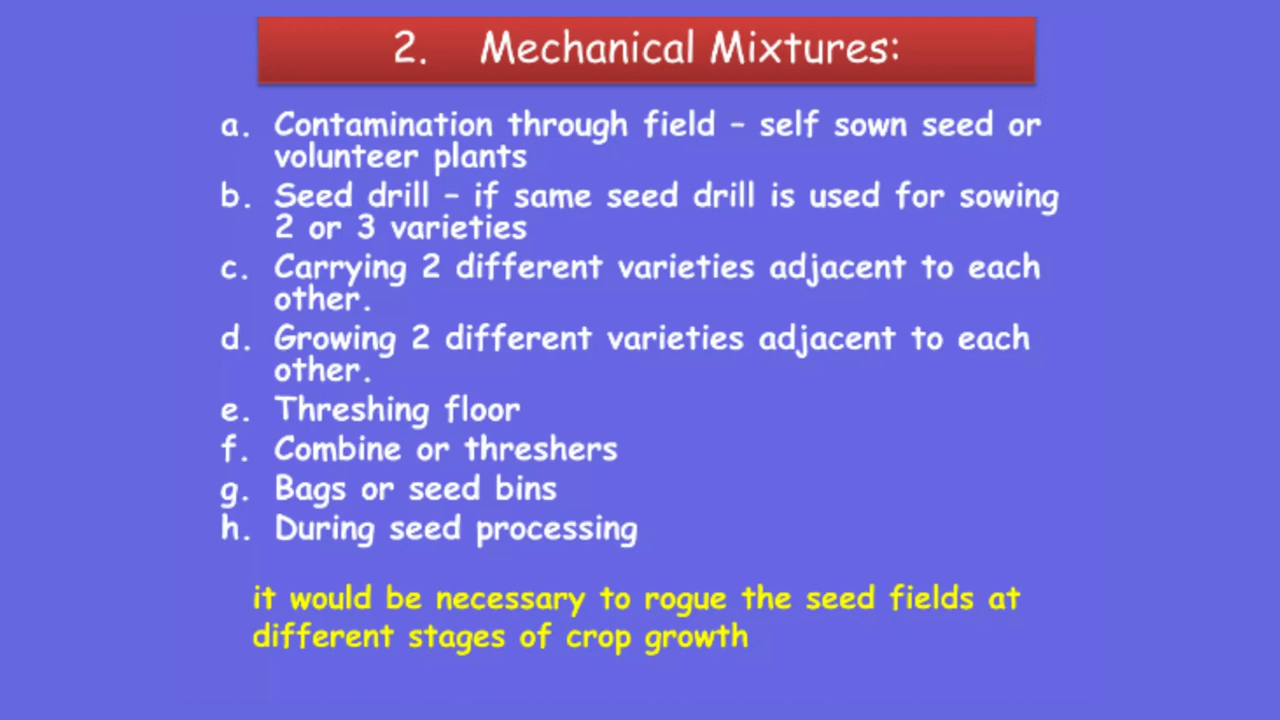 2. Mechanical Mixtures:
a. Contamination through field – self sown seed or
volunteer plants
b. Seed drill – if same seed drill is used for sowing
2 or 3 varieties
c. Carrying 2 different varieties adjacent to each
other.
d. Growing 2 different varieties adjacent to each
other.
e. Threshing floor
f. Combine or threshers
g. Bags or seed bins
h. During seed processing
it would be necessary to rogue the seed fields at
different stages of crop growth